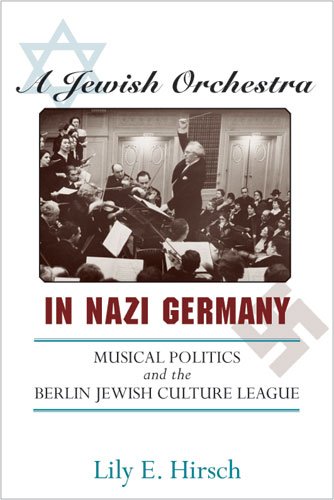 A Jewish Orchestra
IN NAZI GERMANY
MUSICAL POLITICS
and the
BERLIN JEWISH CULTURE LEAGUE
Lily E. Hirsch